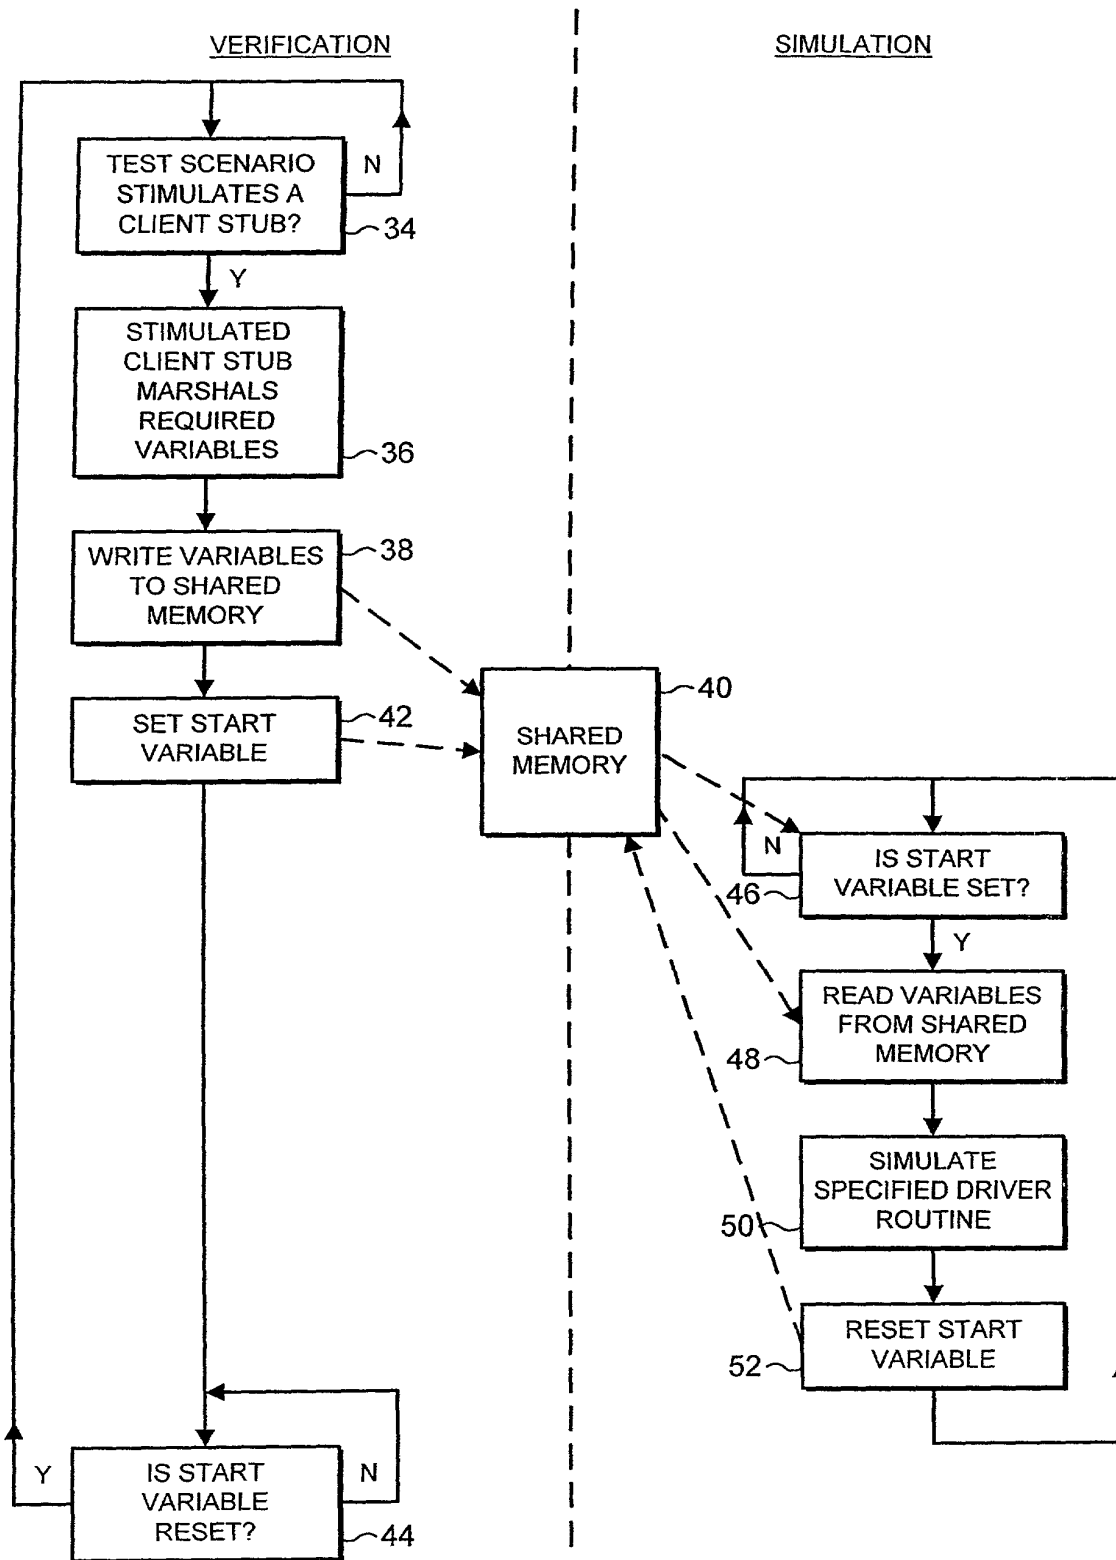 VERIFICATION
SIMULATION
TEST SCENARIO
STIMULATES A
CLIENT STUB?
N
34
Y
STIMULATED
CLIENT STUB
MARSHALS
REQUIRED
VARIABLES
36
WRITE VARIABLES
TO SHARED
MEMORY
38
SET START
VARIABLE
42
SHARED
MEMORY
40
IS START
VARIABLE SET?
N
46
Y
READ VARIABLES
FROM SHARED
MEMORY
48
SIMULATE
SPECIFIED DRIVER
ROUTINE
50
RESET START
VARIABLE
52
IS START
VARIABLE
RESET?
Y
N
44